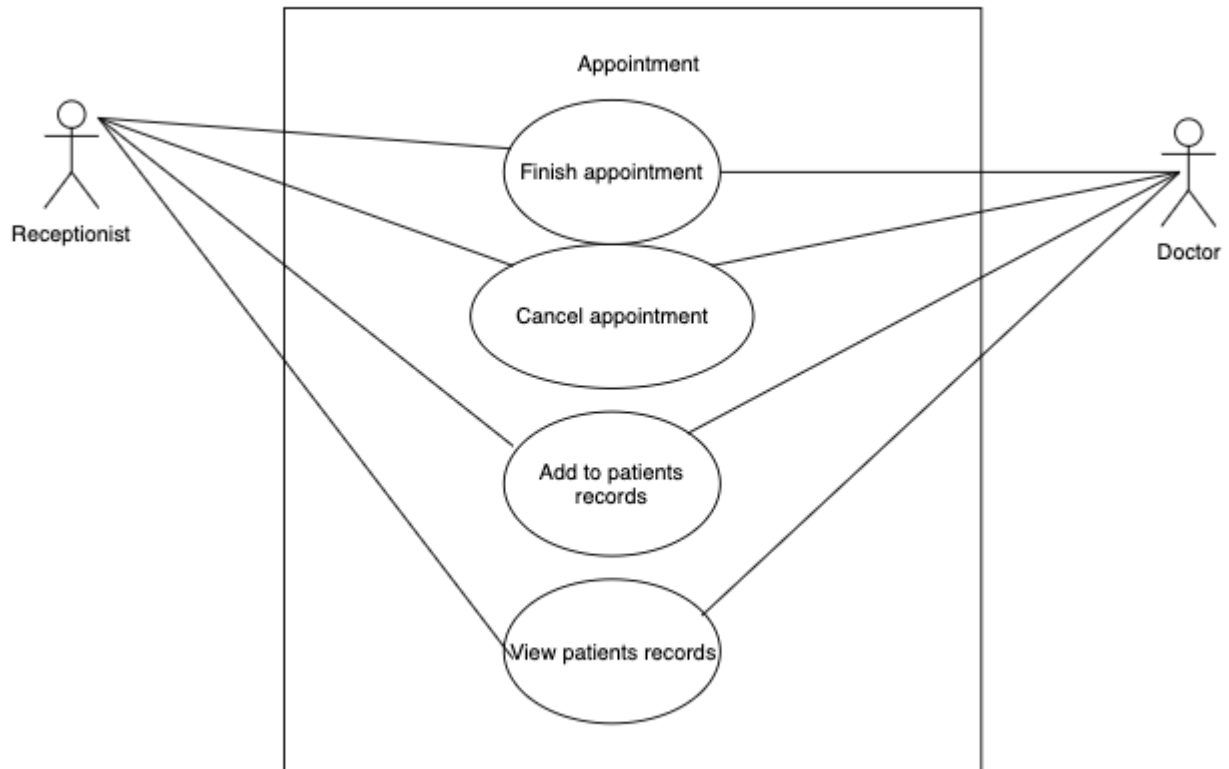 Appointment
Finish appointment
Receptionist
Doctor
Cancel appointment
Add to patients
records
View patients records